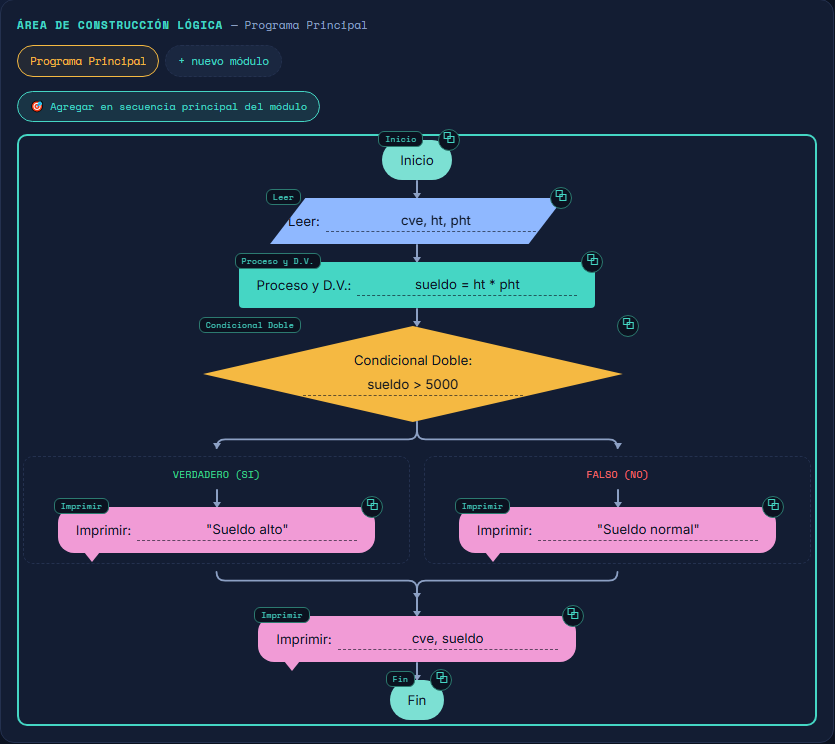 ÁREA DE CONSTRUCCIÓN LÓGICA — Programa Principal
Programa Principal
+ nuevo módulo
Agregar en secuencia principal del módulo
Inicio
Inicio
Leer
Leer: cve, ht, pht
Proceso y D.V.
Proceso y D.V.: sueldo = ht * pht
Condicional Doble
Condicional Doble:
sueldo > 5000
VERDADERO (SI)
Imprimir
Imprimir: "Sueldo alto"
FALSO (NO)
Imprimir
Imprimir: "Sueldo normal"
Imprimir
Imprimir: cve, sueldo
Fin
Fin